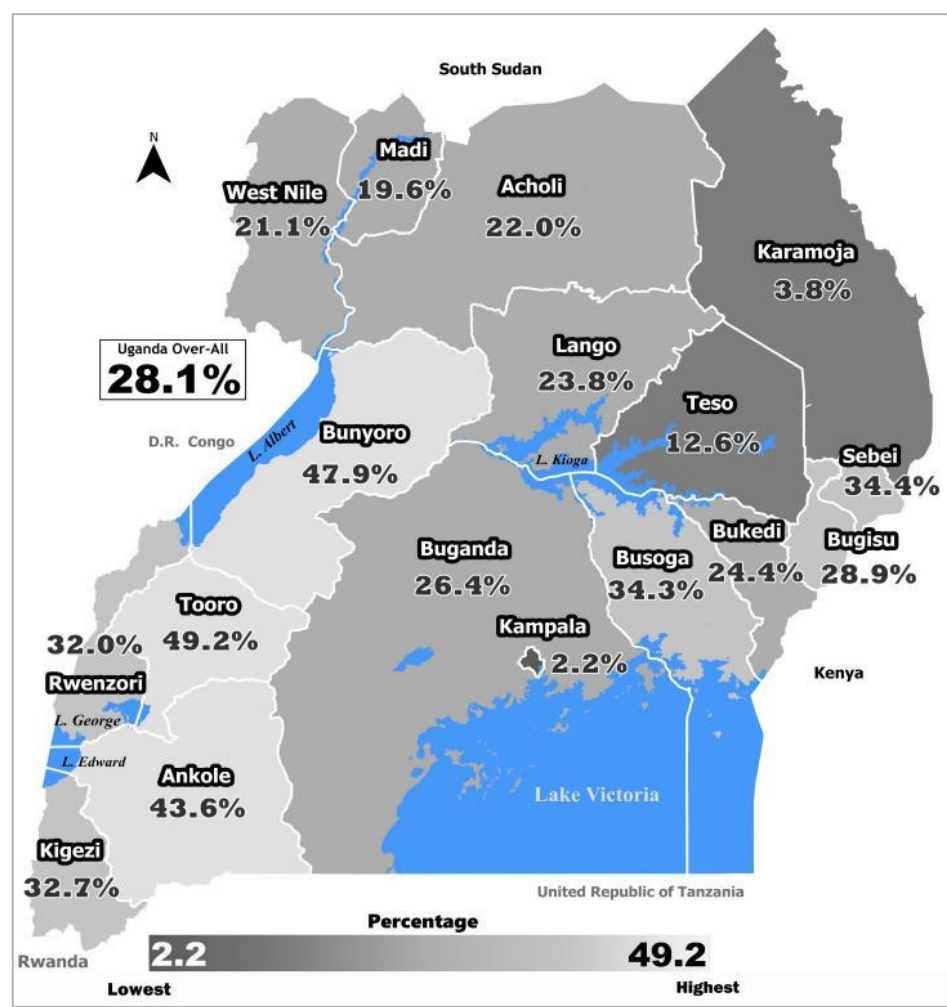 South Sudan
N
Madi
19.6%
West Nile
21.1%
Acholi
22.0%
Karamoja
3.8%
Uganda Over-All
28.1%
Lango
23.8%
Teso
12.6%
D.R. Congo
L. Albert
Bunyoro
47.9%
L. Kioga
Sebei
34.4%
Bukedi
24.4%
Bugisu
28.9%
Buganda
26.4%
Busoga
34.3%
Tooro
49.2%
Kampala
2.2%
32.0%
Rwenzori
Kenya
L. George
L. Edward
Ankole
43.6%
Lake Victoria
Kigezi
32.7%
United Republic of Tanzania
Percentage
2.2
49.2
Rwanda
Lowest
Highest